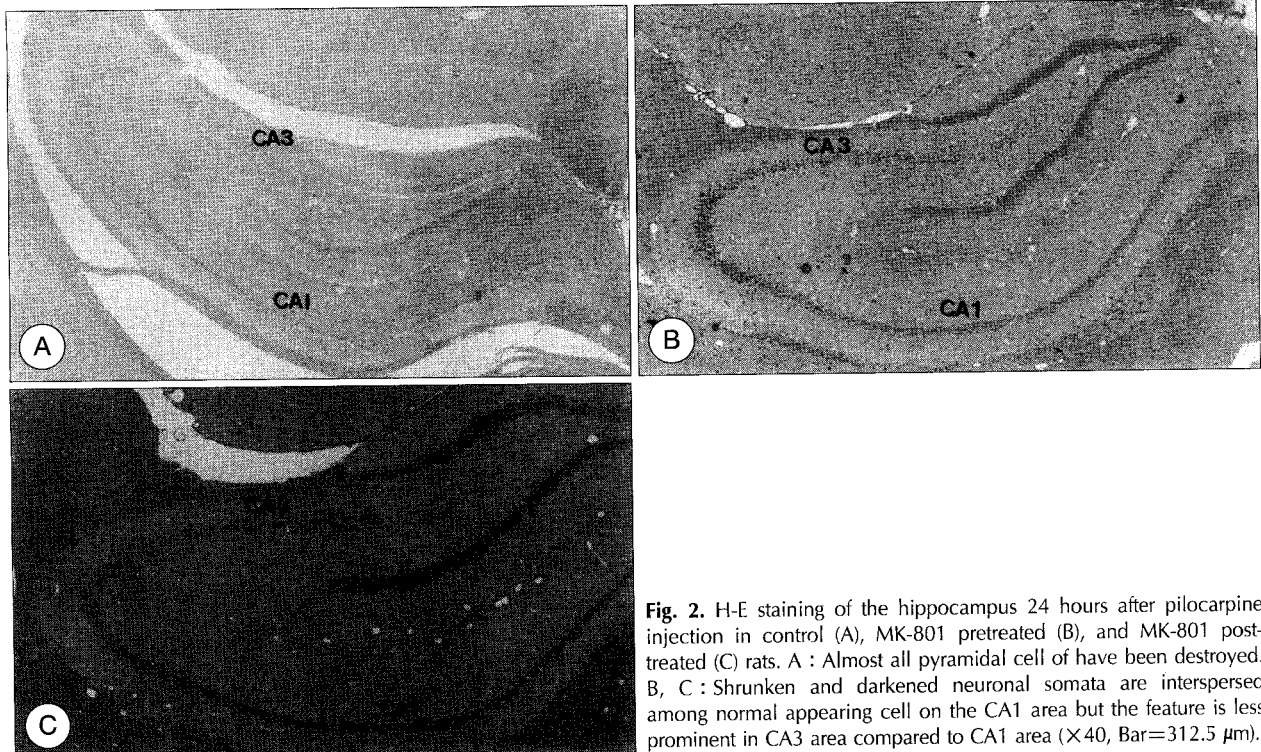 CA3
CA1
A
CA3
CA1
B
C
Fig. 2. H-E staining of the hippocampus 24 hours after pilocarpine
injection in control (A), MK-801 pretreated (B), and MK-801 post-
treated (C) rats. A : Almost all pyramidal cell of have been destroyed.
B, C : Shrunken and darkened neuronal somata are interspersed
among normal appearing cell on the CA1 area but the feature is less
prominent in CA3 area compared to CA1 area (×40, Bar=312.5 μm).